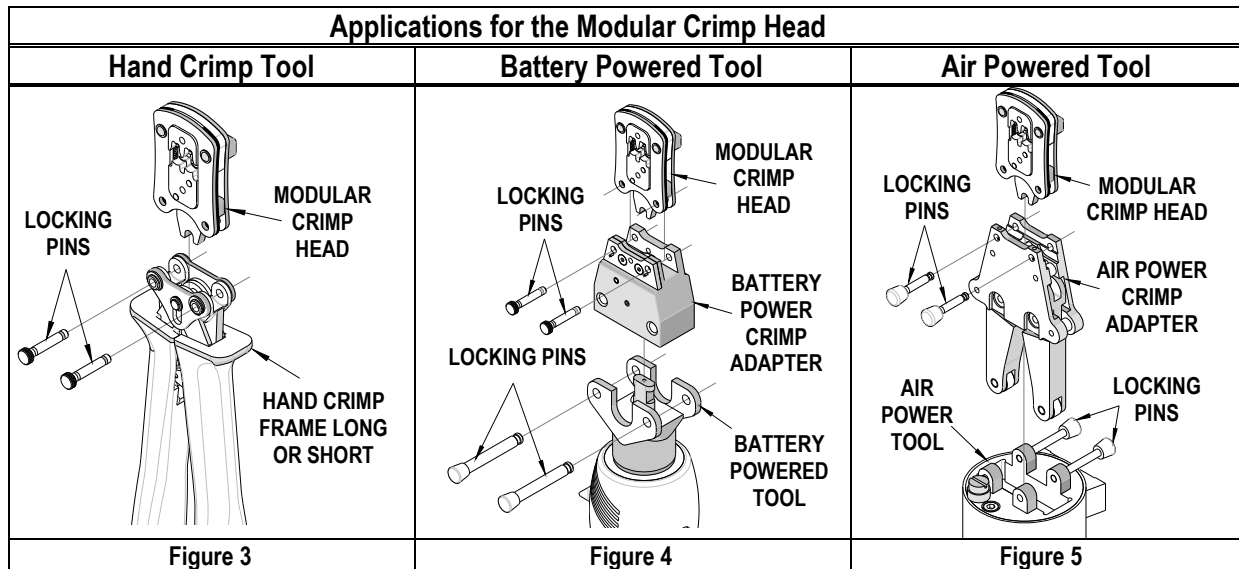 Applications for the Modular Crimp Head
Hand Crimp Tool
Battery Powered Tool
Air Powered Tool
MODULAR
CRIMP
HEAD
LOCKING
PINS
HAND CRIMP
FRAME LONG
OR SHORT
MODULAR
CRIMP
HEAD
LOCKING
PINS
BATTERY
POWER
CRIMP
ADAPTER
LOCKING PINS
BATTERY
POWERED
TOOL
LOCKING
PINS
MODULAR
CRIMP HEAD
AIR POWER
CRIMP
ADAPTER
AIR
POWER
TOOL
LOCKING
PINS
Figure 3
Figure 4
Figure 5